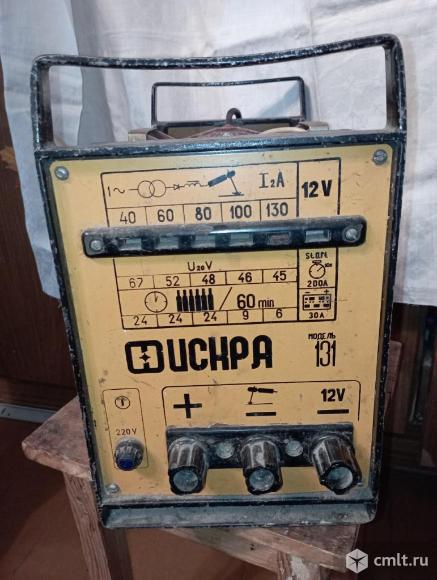 1~ I₂A 12V
40 60 80 100 130
U₂₀V
67 52 48 46 45
/ 60 min
24 24 24 9 6
start
200A
- +
30A
ИСКРА
МОДЕЛЬ
131
220V
+ – 12V –
cmlt.ru